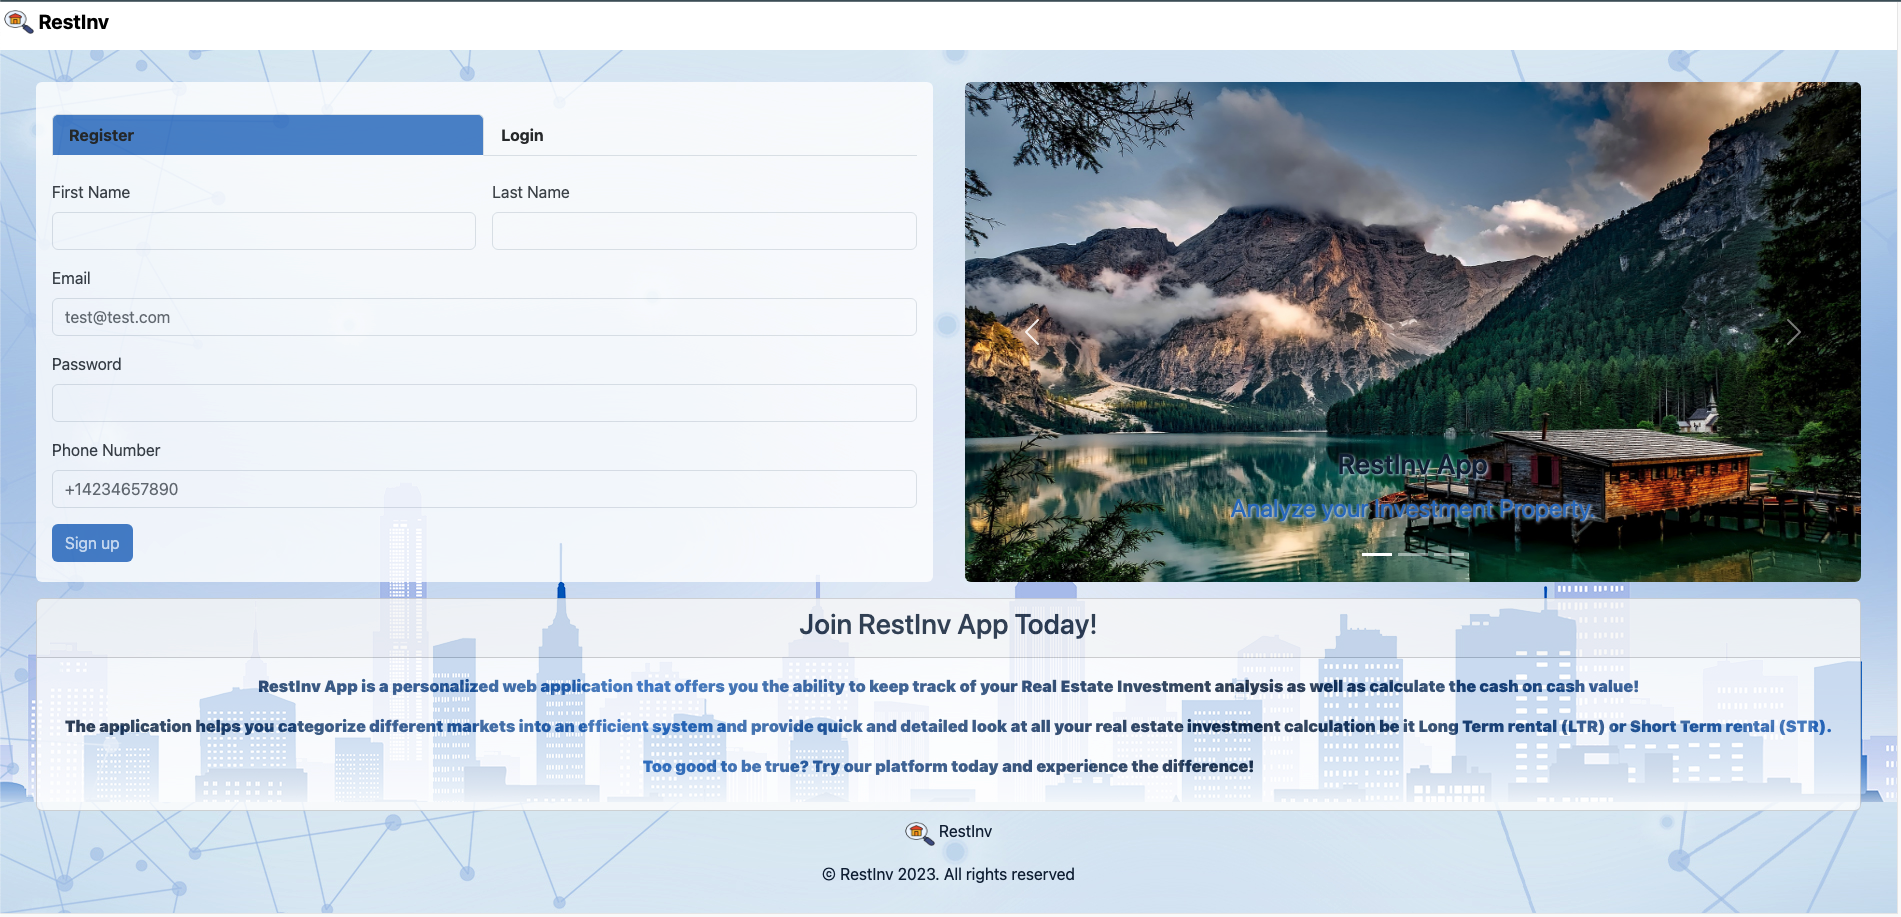 RestInv
Register
Login
First Name
Last Name
Email
test@test.com
Password
Phone Number
+14234657890
Sign up
RestInv App
Analyze your Investment Property.
Join RestInv App Today!
RestInv App is a personalized web application that offers you the ability to keep track of your Real Estate Investment analysis as well as calculate the cash on cash value!
The application helps you categorize different markets into an efficient system and provide quick and detailed look at all your real estate investment calculation be it Long Term rental (LTR) or Short Term rental (STR).
Too good to be true? Try our platform today and experience the difference!
RestInv
© RestInv 2023. All rights reserved